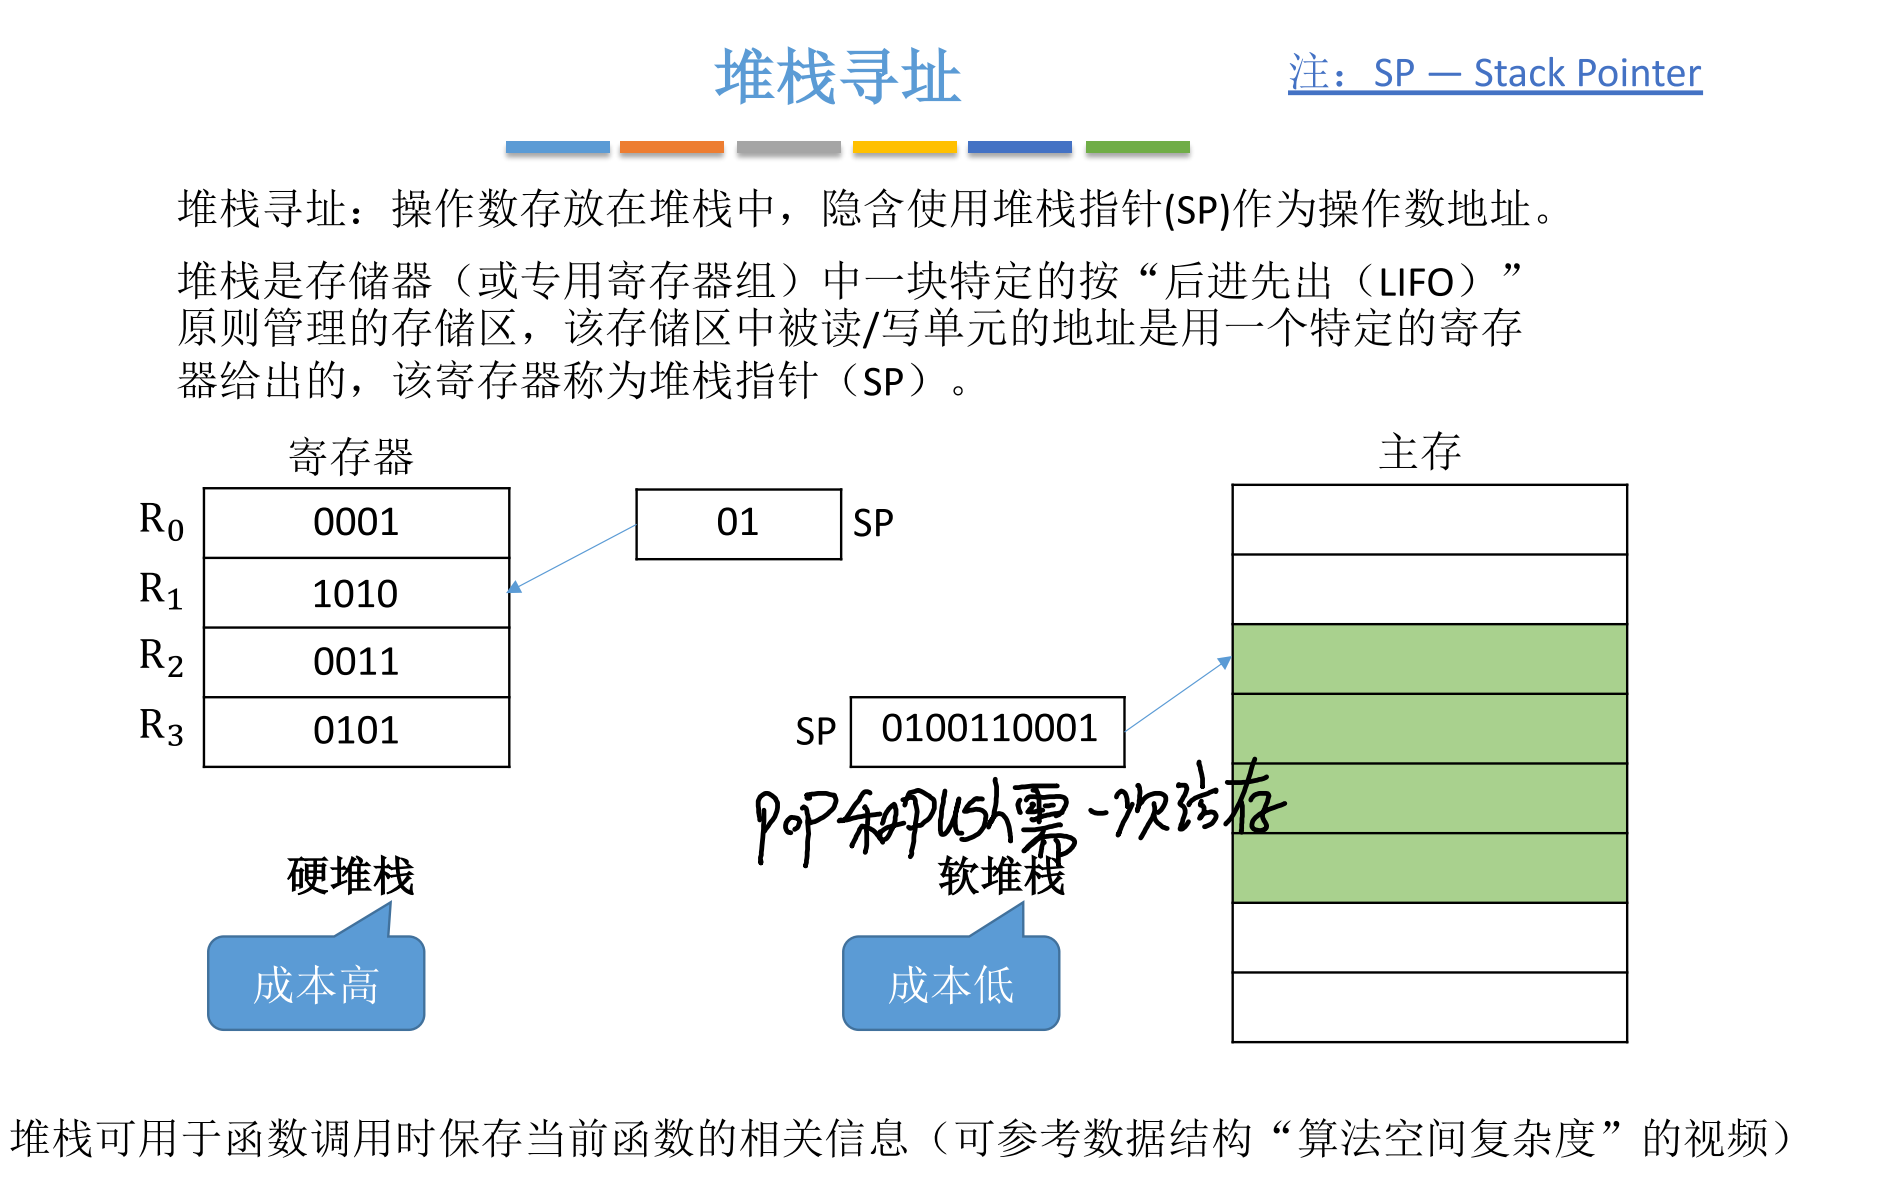 堆栈寻址
注：SP — Stack Pointer
堆栈寻址：操作数存放在堆栈中，隐含使用堆栈指针(SP)作为操作数地址。
堆栈是存储器（或专用寄存器组）中一块特定的按“后进先出（LIFO）”
原则管理的存储区，该存储区中被读/写单元的地址是用一个特定的寄存
器给出的，该寄存器称为堆栈指针（SP）。
寄存器
主存
R0 0001
01 SP
R1 1010
R2 0011
R3 0101
SP 0100110001
POP和PUSH需一次访存
硬堆栈
软堆栈
成本高
成本低
堆栈可用于函数调用时保存当前函数的相关信息（可参考数据结构“算法空间复杂度”的视频）